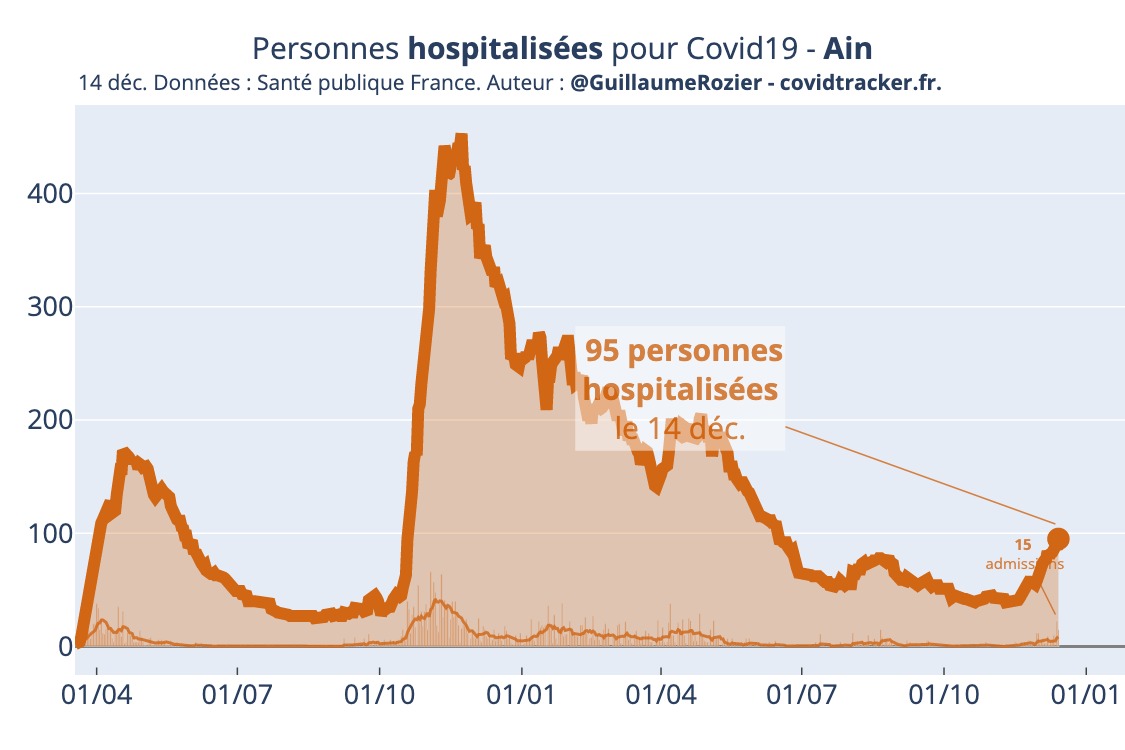 Personnes hospitalisées pour Covid19 - Ain
14 déc. Données : Santé publique France. Auteur : @GuillaumeRozier - covidtracker.fr.
400
300
200
100
0
95 personnes
hospitalisées
le 14 déc.
15
admissions
01/04 01/07 01/10 01/01 01/04 01/07 01/10 01/01